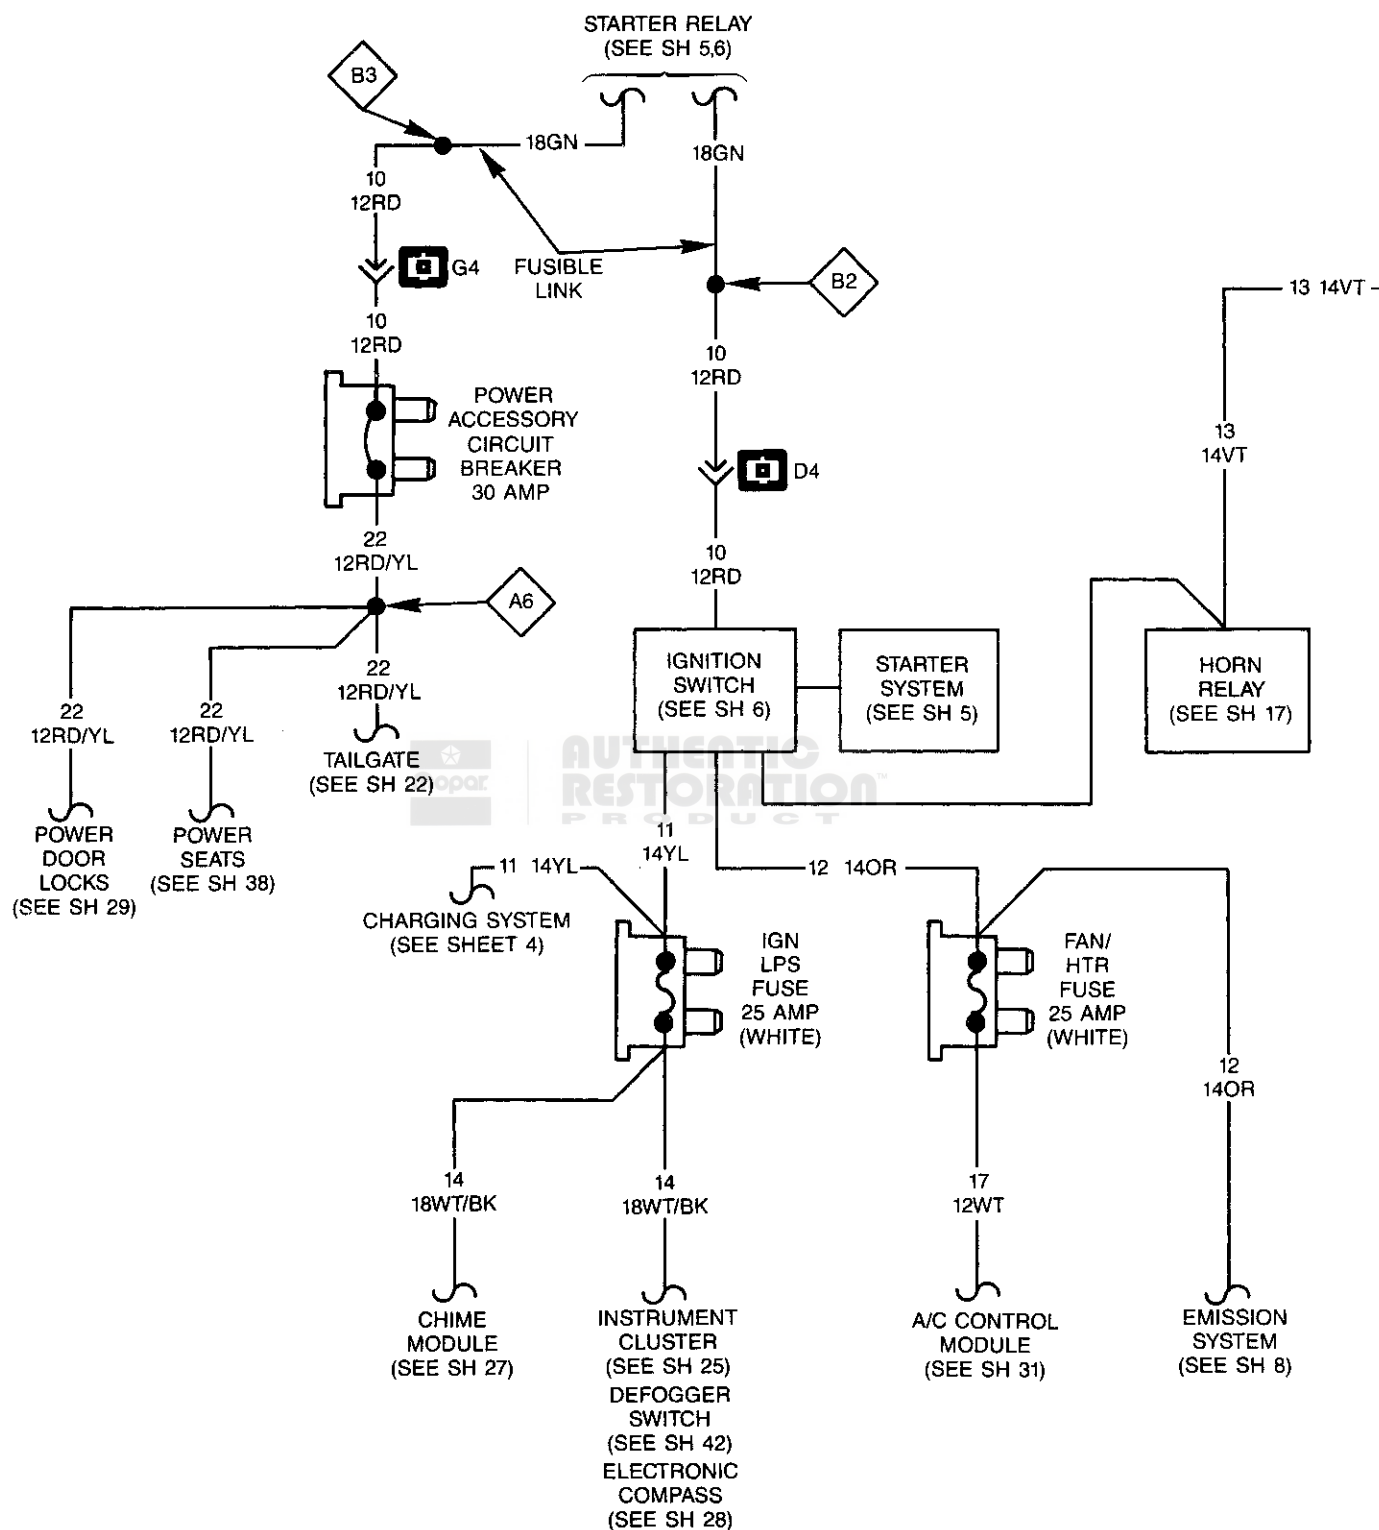 STARTER RELAY
(SEE SH 5,6)
B3
18GN
18GN
10
12RD
G4
FUSIBLE
LINK
B2
13 14VT
10
12RD
10
12RD
POWER
ACCESSORY
CIRCUIT
BREAKER
30 AMP
13
14VT
D4
22
12RD/YL
10
12RD
A6
IGNITION
SWITCH
(SEE SH 6)
STARTER
SYSTEM
(SEE SH 5)
HORN
RELAY
(SEE SH 17)
22
12RD/YL
22
12RD/YL
22
12RD/YL
TAILGATE
(SEE SH 22)
mopar
AUTHENTIC
RESTORATION™
PRODUCT
POWER
DOOR
LOCKS
(SEE SH 29)
POWER
SEATS
(SEE SH 38)
11
14YL
11 14YL
12 14OR
CHARGING SYSTEM
(SEE SHEET 4)
IGN
LPS
FUSE
25 AMP
(WHITE)
FAN/
HTR
FUSE
25 AMP
(WHITE)
12
14OR
14
18WT/BK
14
18WT/BK
17
12WT
CHIME
MODULE
(SEE SH 27)
INSTRUMENT
CLUSTER
(SEE SH 25)
DEFOGGER
SWITCH
(SEE SH 42)
ELECTRONIC
COMPASS
(SEE SH 28)
A/C CONTROL
MODULE
(SEE SH 31)
EMISSION
SYSTEM
(SEE SH 8)